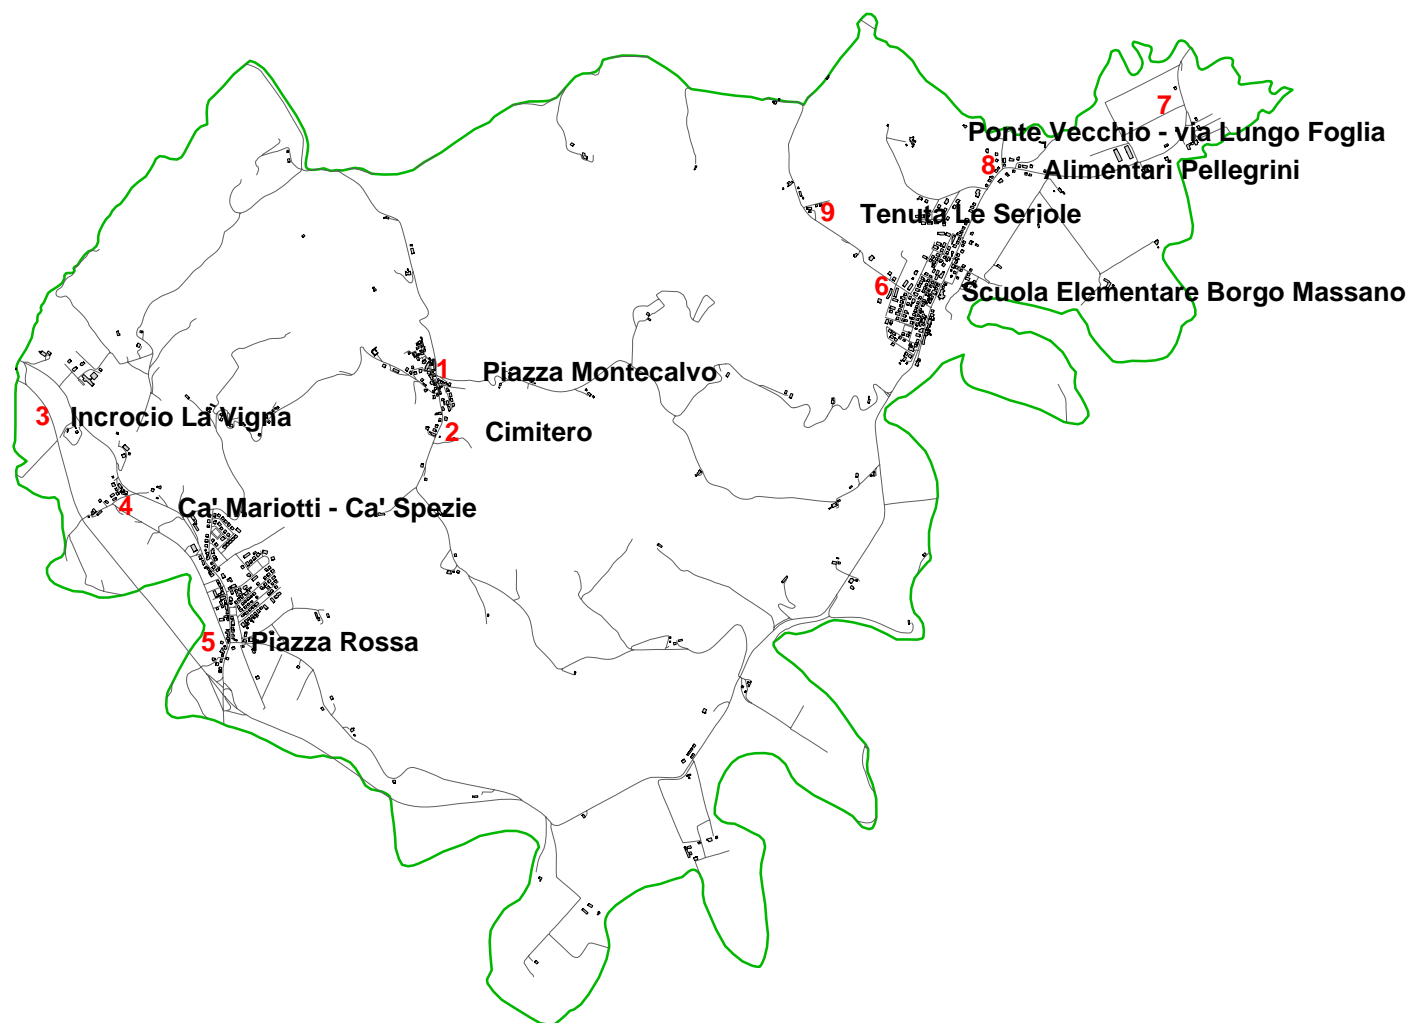 7
Ponte Vecchio - via Lungo Foglia
8 Alimentari Pellegrini
9 Tenuta Le Seriole
6 Scuola Elementare Borgo Massano
1 Piazza Montecalvo
3 Incrocio La Vigna
2 Cimitero
4 Ca' Mariotti - Ca' Spezie
5 Piazza Rossa